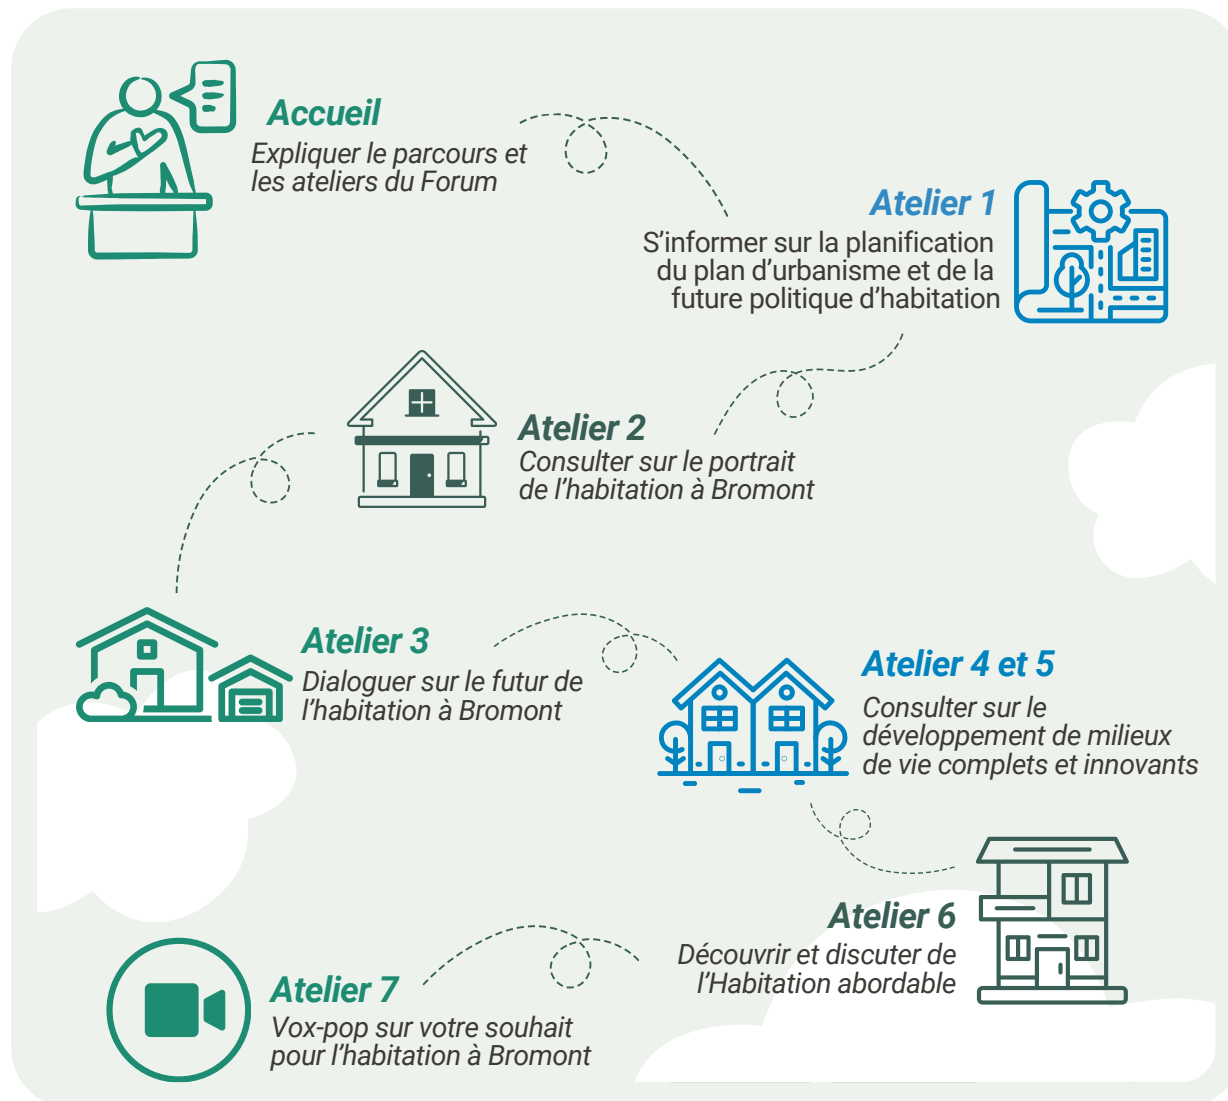 Accueil
Expliquer le parcours et
les ateliers du Forum
Atelier 1
S'informer sur la planification
du plan d'urbanisme et de la
future politique d'habitation
Atelier 2
Consulter sur le portrait
de l'habitation à Bromont
Atelier 3
Dialoguer sur le futur de
l'habitation à Bromont
Atelier 4 et 5
Consulter sur le
développement de milieux
de vie complets et innovants
Atelier 6
Découvrir et discuter de
l'Habitation abordable
Atelier 7
Vox-pop sur votre souhait
pour l'habitation à Bromont